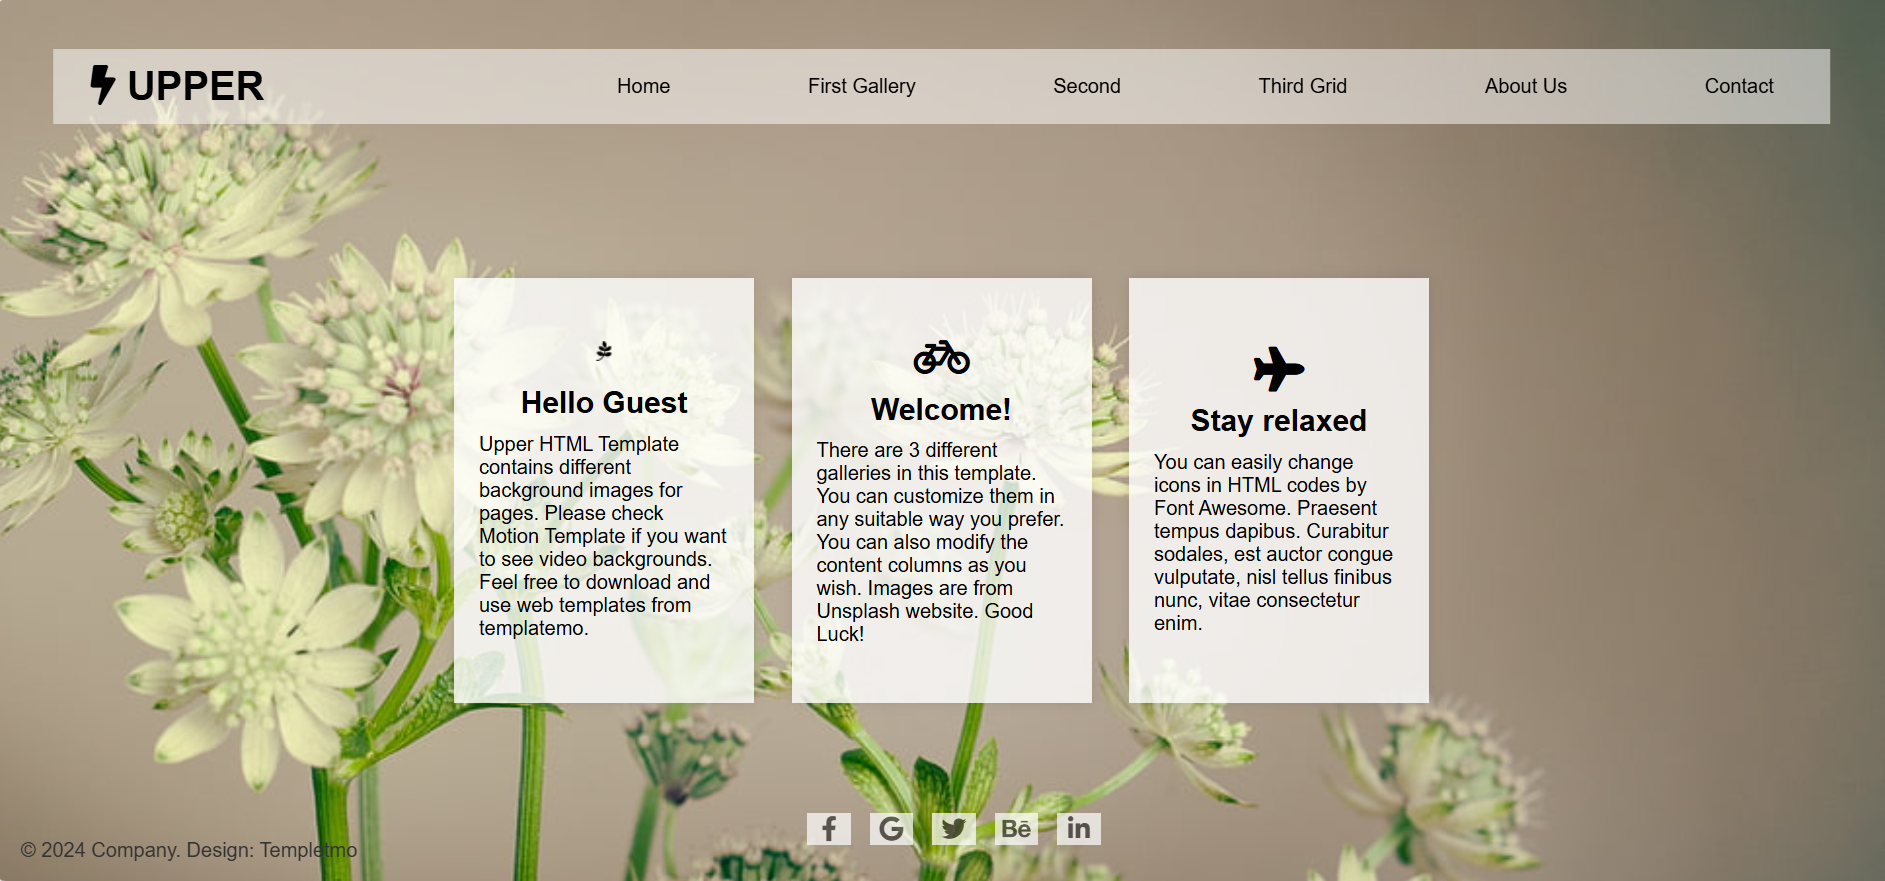 UPPER
Home
First Gallery
Second
Third Grid
About Us
Contact
Hello Guest
Upper HTML Template
contains different
background images for
pages. Please check
Motion Template if you want
to see video backgrounds.
Feel free to download and
use web templates from
templatemo.
Welcome!
There are 3 different
galleries in this template.
You can customize them in
any suitable way you prefer.
You can also modify the
content columns as you
wish. Images are from
Unsplash website. Good
Luck!
Stay relaxed
You can easily change
icons in HTML codes by
Font Awesome. Praesent
tempus dapibus. Curabitur
sodales, est auctor congue
vulputate, nisl tellus finibus
nunc, vitae consectetur
enim.
© 2024 Company. Design: Templetmo